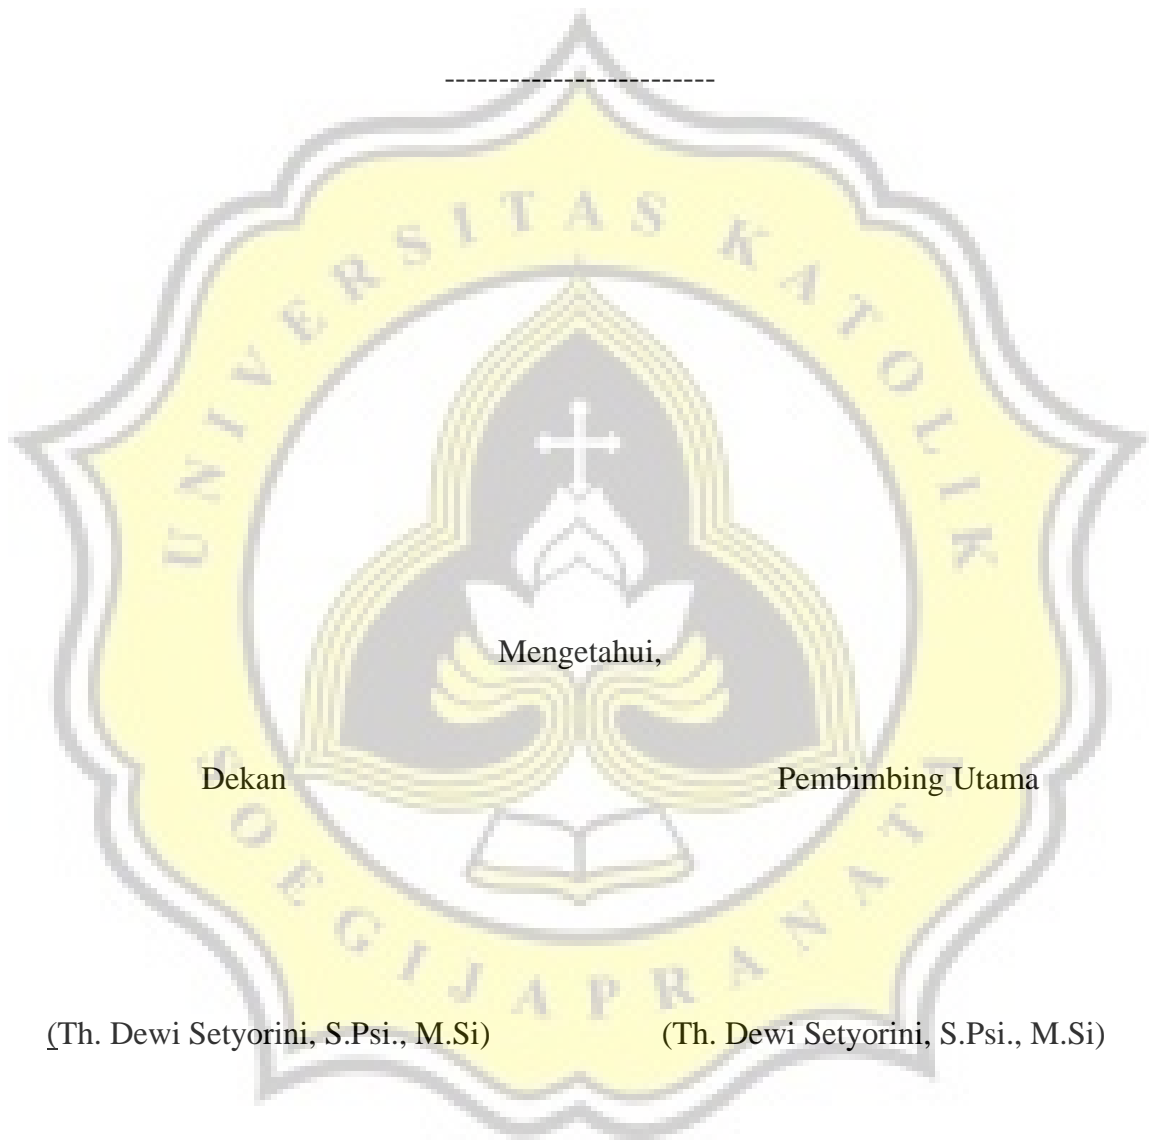 -------------------------
UNIVERSITAS KATOLIK
Mengetahui,
Dekan Pembimbing Utama
SOEGIJAPRANATA
(Th. Dewi Setyorini, S.Psi., M.Si) (Th. Dewi Setyorini, S.Psi., M.Si)